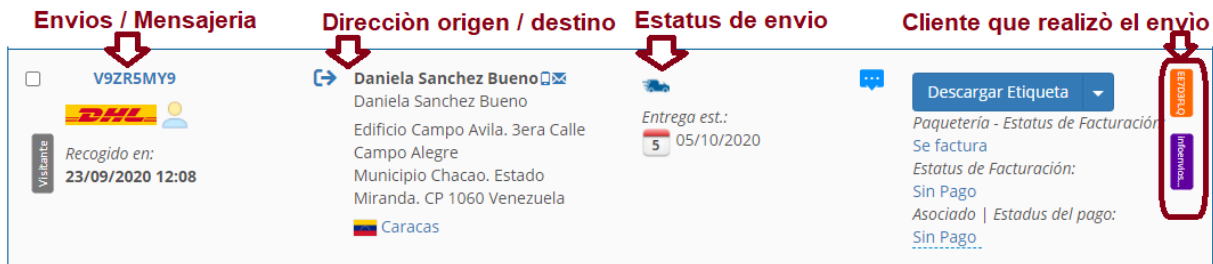 Envios / Mensajeria
Direcciòn origen / destino
Estatus de envio
Cliente que realizò el envìo
V9ZR5MY9
DHL
Visitante
Recogido en:
23/09/2020 12:08
Daniela Sanchez Bueno
Daniela Sanchez Bueno
Edificio Campo Avila. 3era Calle
Campo Alegre
Municipio Chacao. Estado
Miranda. CP 1060 Venezuela
Caracas
Entrega est.:
5 05/10/2020
Descargar Etiqueta
Paquetería - Estatus de Facturación:
Se factura
Estatus de Facturación:
Sin Pago
Asociado | Estadus del pago:
Sin Pago
EE7D3FLQ
Infoenvios...